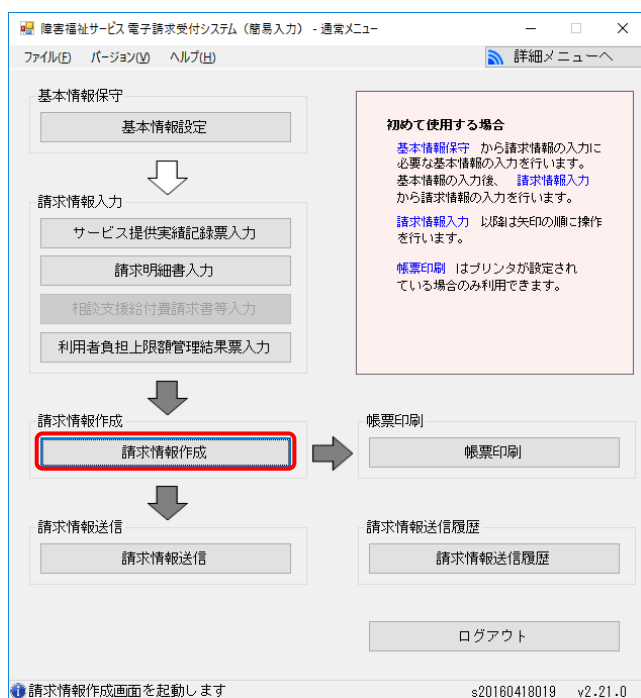 障害福祉サービス 電子請求受付システム（簡易入力） - 通常メニュー
ファイル(F) バージョン(V) ヘルプ(H)
詳細メニューへ
基本情報保守
基本情報設定
初めて使用する場合
基本情報保守 から請求情報の入力に
必要な基本情報の入力を行います。
基本情報の入力後、 請求情報入力
から請求情報の入力を行います。
請求情報入力 以降は矢印の順に操作
を行います。
帳票印刷 はプリンタが設定され
ている場合のみ利用できます。
請求情報入力
サービス提供実績記録票入力
請求明細書入力
相談支援給付費請求書等入力
利用者負担上限額管理結果票入力
請求情報作成
請求情報作成
帳票印刷
帳票印刷
請求情報送信
請求情報送信
請求情報送信履歴
請求情報送信履歴
ログアウト
請求情報作成画面を起動します
s20160418019 v2.21.0